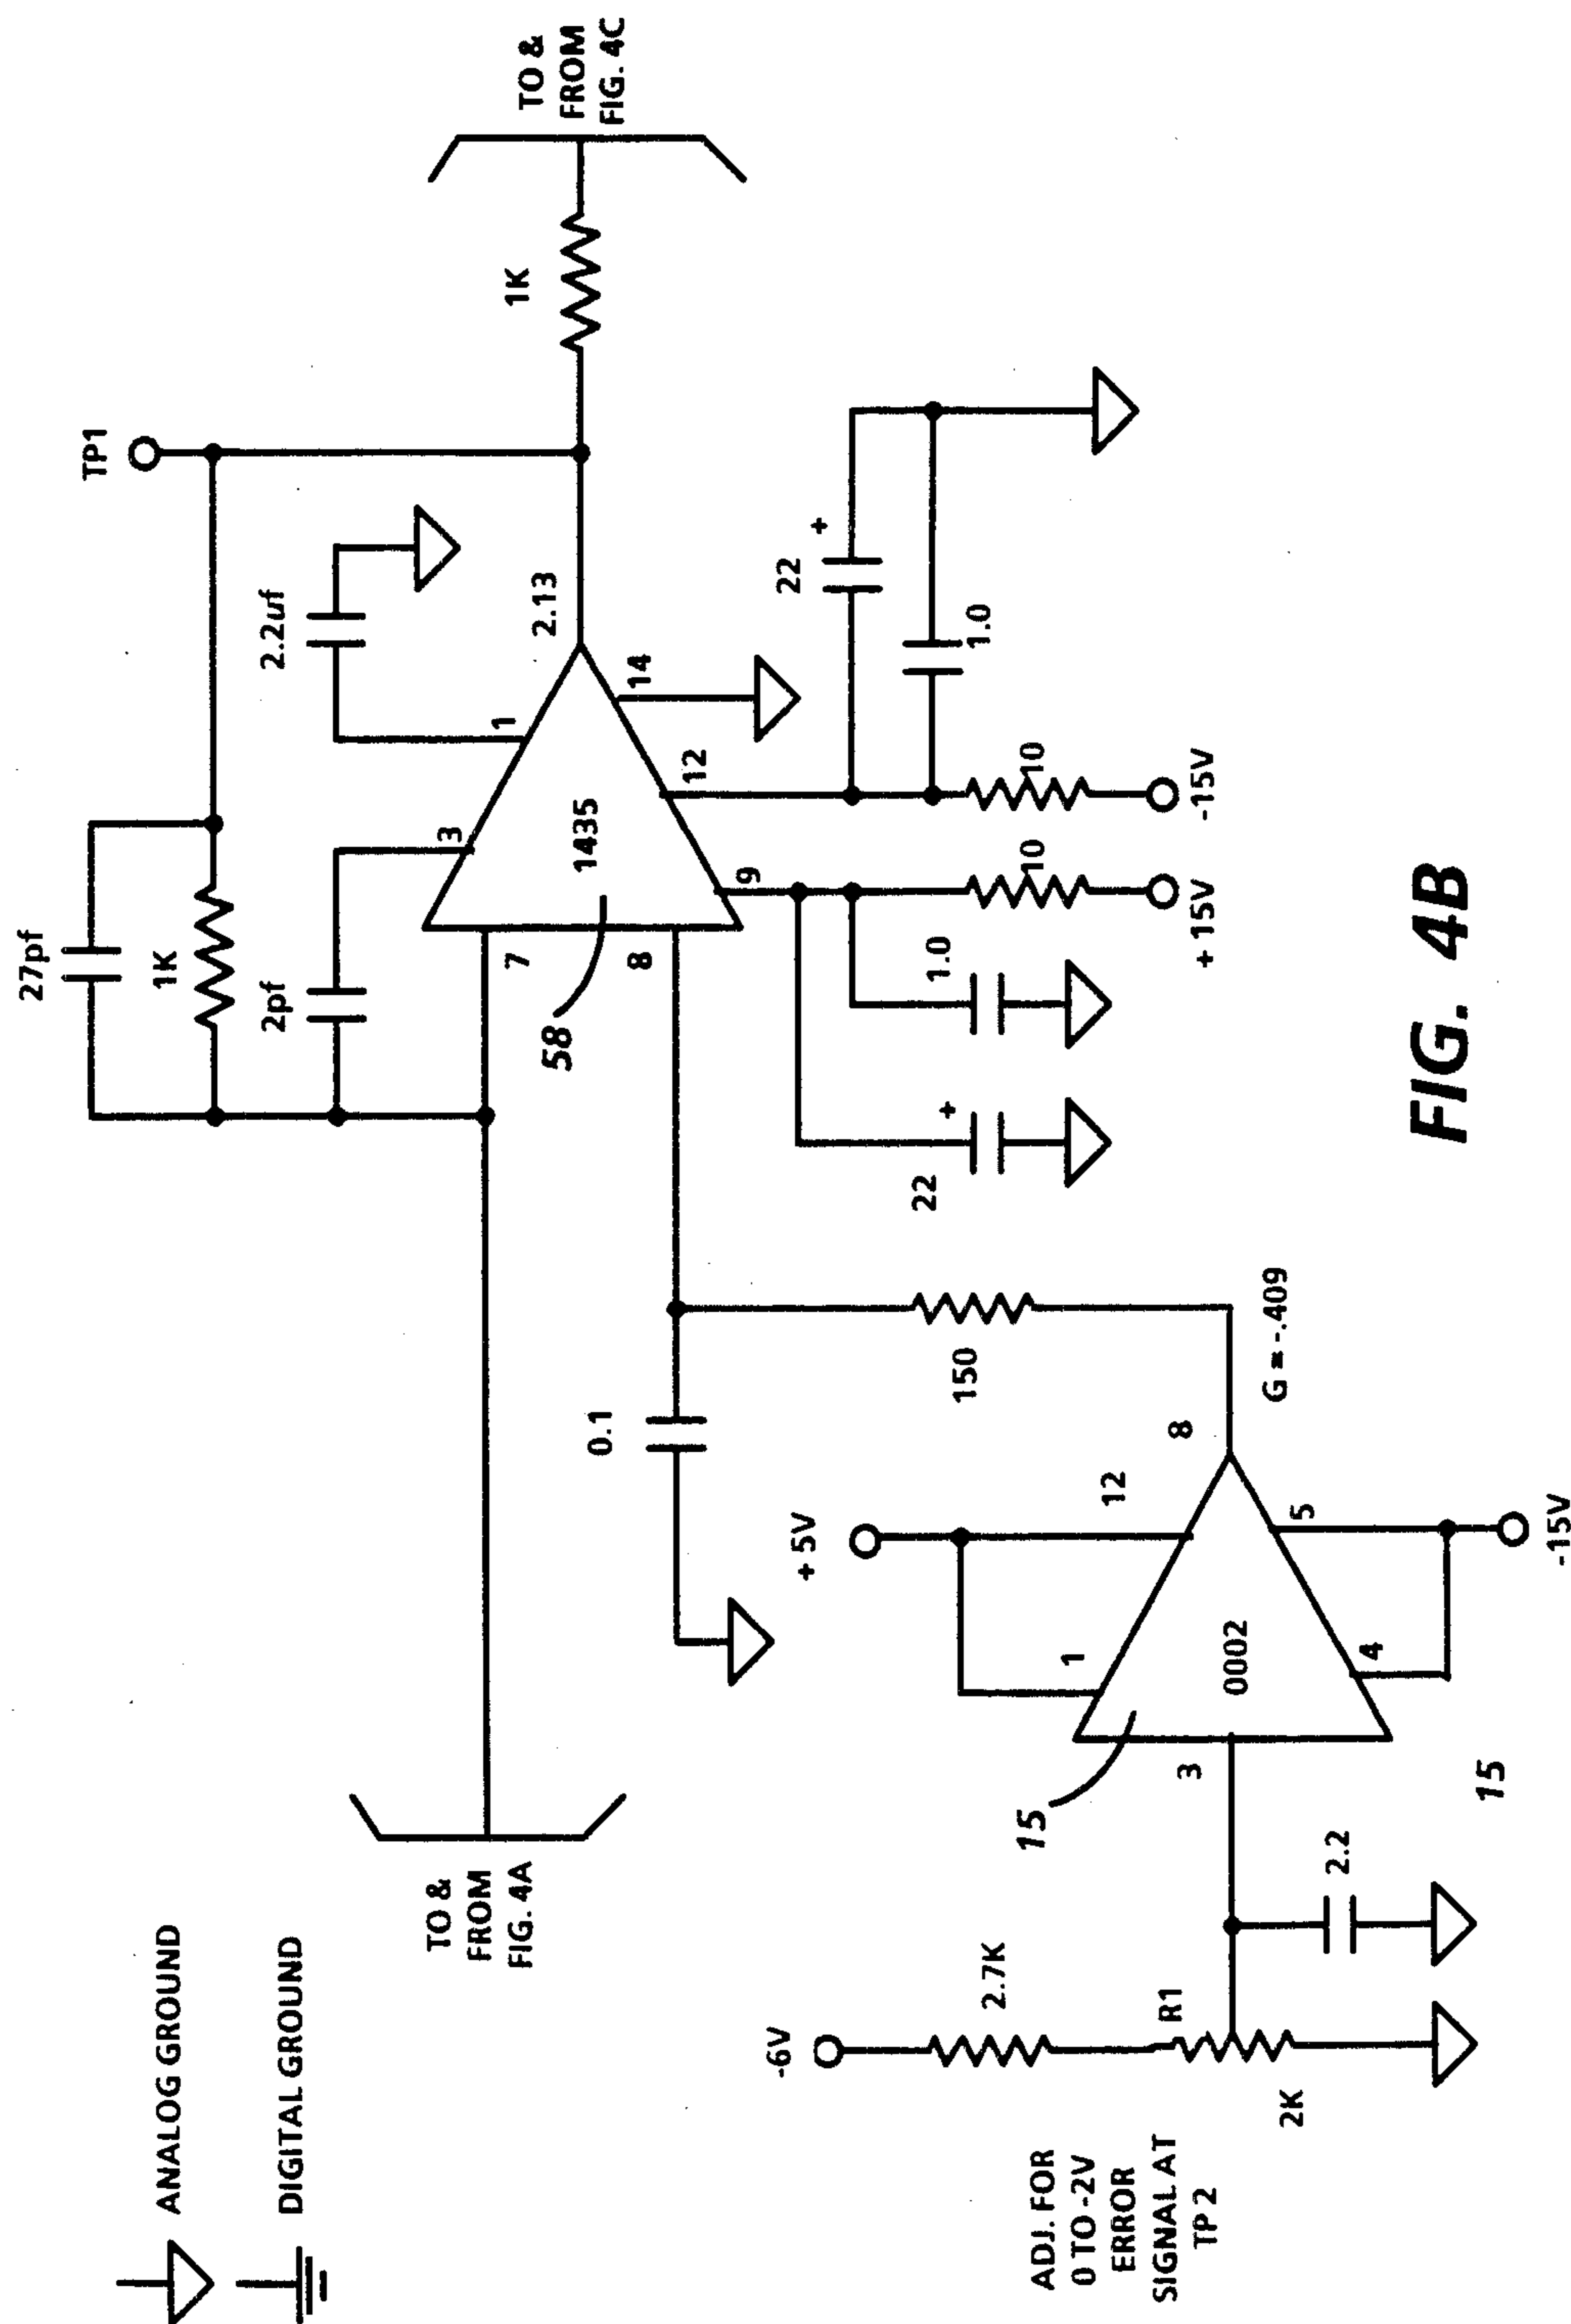 ANALOG GROUND
DIGITAL GROUND
TO &
FROM
FIG. 4A
27pf
1K
2pf
3
1
2.2uf
TP1
2.13
1K
TO &
FROM
FIG. 4C
7
8
1435
58
14
12
9
22 +
1.0
10
-15V
10
+15V
1.0
22 +
0.1
150
-6V
2.7K
R1
2K
ADJ. FOR
0 TO -2V
ERROR
SIGNAL AT
TP 2
2.2
3
15
0002
1
12
+5V
8
G = -.409
4
5
-15V
15
FIG. 4B